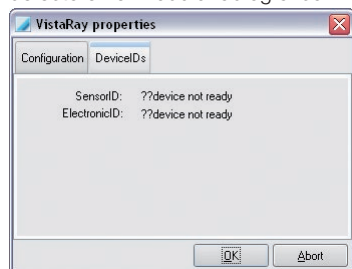 VistaRay properties
Configuration DeviceIDs
SensorID: ??device not ready
ElectronicID: ??device not ready
OK Abort